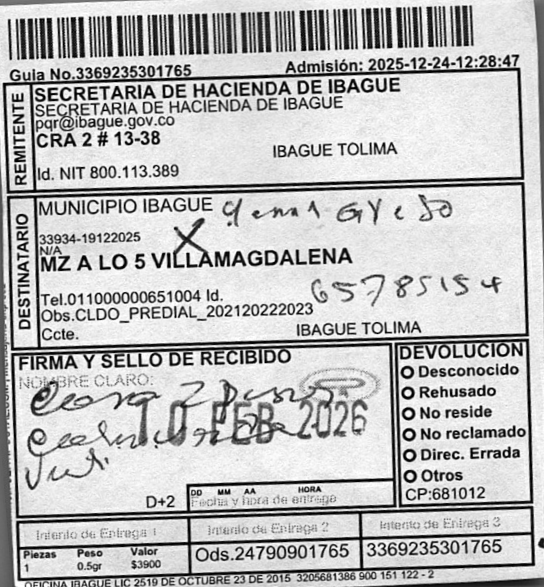 Guia No.3369235301765 Admisión: 2025-12-24-12:28:47
REMITENTE
SECRETARIA DE HACIENDA DE IBAGUE
SECRETARIA DE HACIENDA DE IBAGUE
pqr@ibague.gov.co
CRA 2 # 13-38
IBAGUE TOLIMA
Id. NIT 800.113.389
DESTINATARIO
MUNICIPIO IBAGUE
33934-19122025
N/A
X
MZ A LO 5 VILLAMAGDALENA
Tel.011000000651004 Id.
65785154
Obs.CLDO_PREDIAL_202120222023
Ccte. IBAGUE TOLIMA
FIRMA Y SELLO DE RECIBIDO
NOMBRE CLARO:
10 FEB 2026
D+2
DD MM AA HORA
Fecha y hora de entrega
DEVOLUCION
Desconocido
Rehusado
No reside
No reclamado
Direc. Errada
Otros
CP:681012
Intento de Entrega 1 Intento de Entrega 2 Intento de Entrega 3
Piezas Peso Valor
1 0.5gr $3900
Ods.24790901765 3369235301765
OFICINA IBAGUE LIC 2519 DE OCTUBRE 23 DE 2015 3205681386 900 151 122 - 2